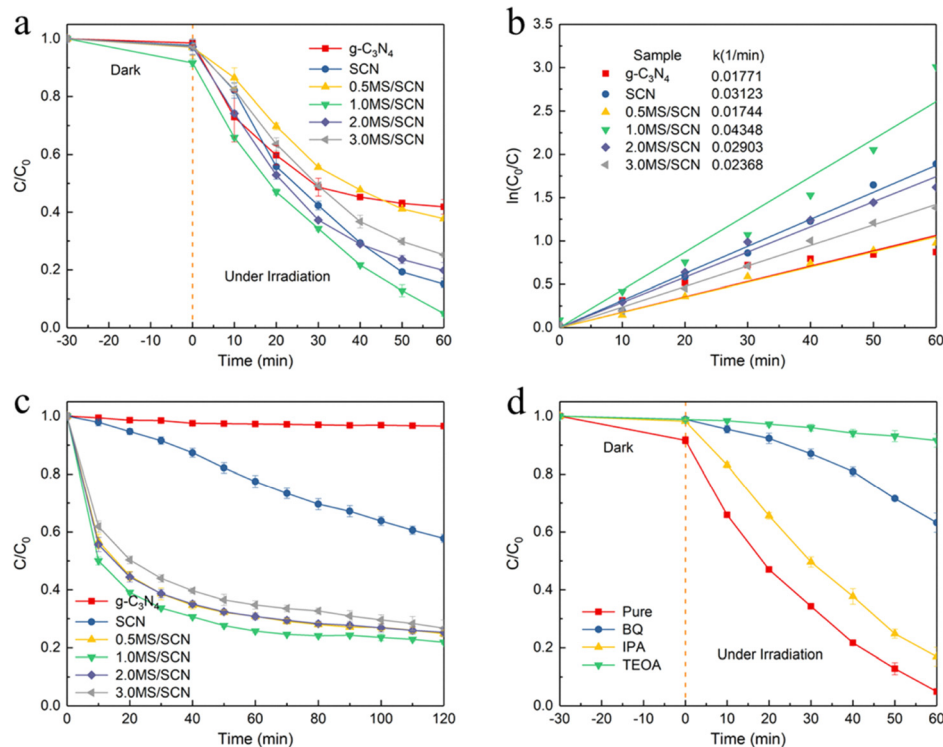 a
C/C0
1.0
0.8
0.6
0.4
0.2
0.0
Dark
Under Irradiation
g-C3N4
SCN
0.5MS/SCN
1.0MS/SCN
2.0MS/SCN
3.0MS/SCN
-30 -20 -10 0 10 20 30 40 50 60
Time (min)
b
ln(C0/C)
3.5
3.0
2.5
2.0
1.5
1.0
0.5
0.0
Sample k(1/min)
g-C3N4 0.01771
SCN 0.03123
0.5MS/SCN 0.01744
1.0MS/SCN 0.04348
2.0MS/SCN 0.02903
3.0MS/SCN 0.02368
0 10 20 30 40 50 60
Time (min)
c
C/C0
1.0
0.8
0.6
0.4
0.2
0.0
g-C3N4
SCN
0.5MS/SCN
1.0MS/SCN
2.0MS/SCN
3.0MS/SCN
0 20 40 60 80 100 120
Time (min)
d
C/C0
1.0
0.8
0.6
0.4
0.2
0.0
Dark
Under Irradiation
Pure
BQ
IPA
TEOA
-30 -20 -10 0 10 20 30 40 50 60
Time (min)